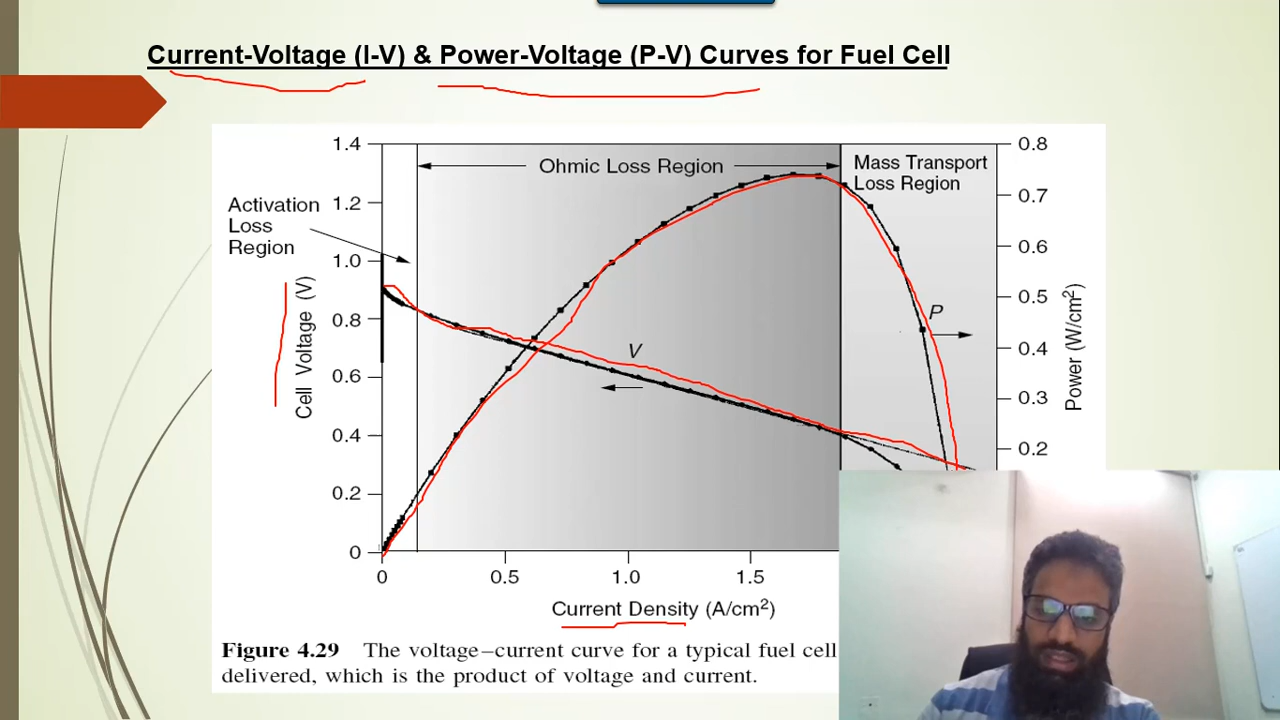 Current-Voltage (I-V) & Power-Voltage (P-V) Curves for Fuel Cell
1.4
1.2
1.0
0.8
0.6
0.4
0.2
0
Cell Voltage (V)
Activation
Loss
Region
Ohmic Loss Region
Mass Transport
Loss Region
V
P
0.8
0.7
0.6
0.5
0.4
0.3
0.2
Power (W/cm²)
0
0.5
1.0
1.5
Current Density (A/cm²)
Figure 4.29 The voltage–current curve for a typical fuel cell
delivered, which is the product of voltage and current.